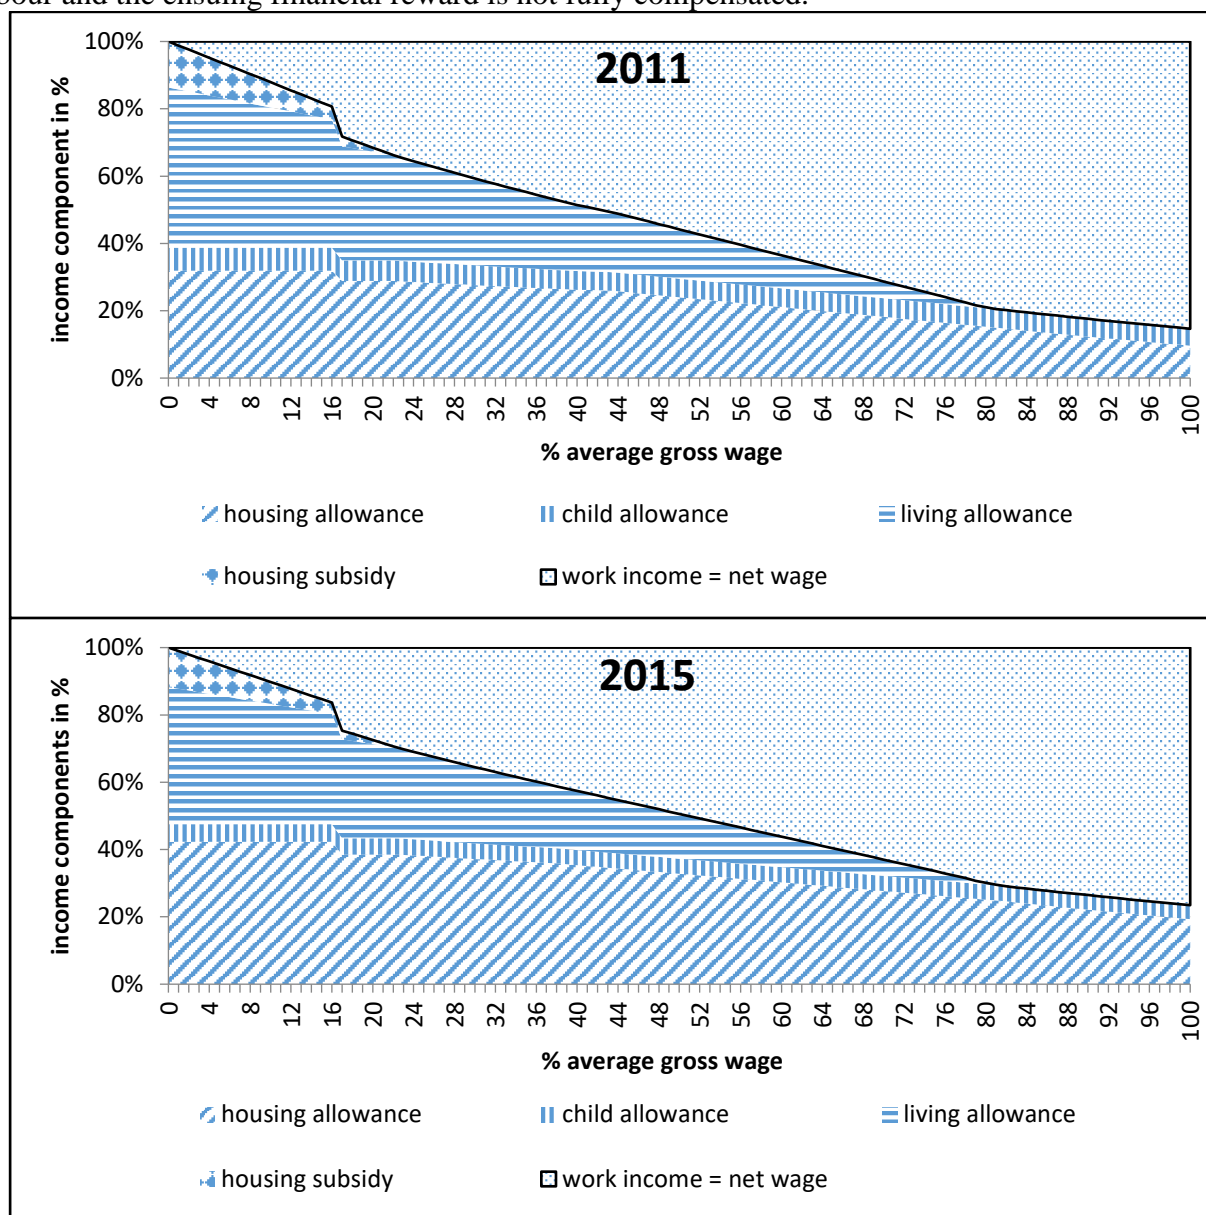 bour and the ensuing financial reward is not fully compensated.
100%
80%
60%
40%
20%
0%
income component in %
2011
0 4 8 12 16 20 24 28 32 36 40 44 48 52 56 60 64 68 72 76 80 84 88 92 96 100
% average gross wage
housing allowance child allowance living allowance
housing subsidy work income = net wage
100%
80%
60%
40%
20%
0%
income components in %
2015
0 4 8 12 16 20 24 28 32 36 40 44 48 52 56 60 64 68 72 76 80 84 88 92 96 100
% average gross wage
housing allowance child allowance living allowance
housing subsidy work income = net wage